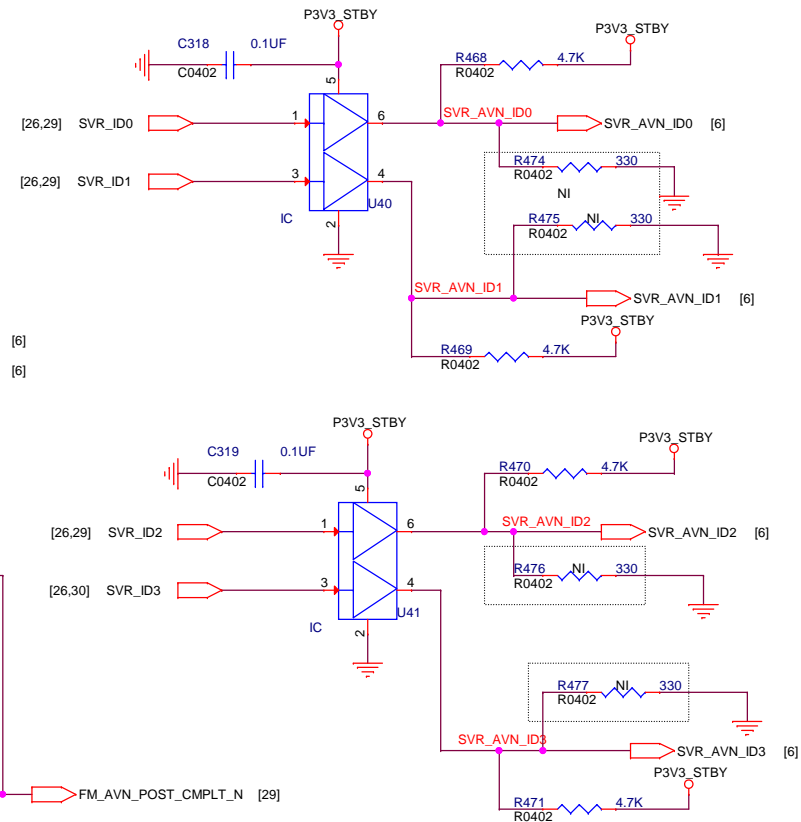 P3V3_STBY
C318 0.1UF
C0402
5
R468 4.7K
R0402
P3V3_STBY
[26,29] SVR_ID0 1 6 SVR_AVN_ID0 SVR_AVN_ID0 [6]
R474 330
R0402
NI
[26,29] SVR_ID1 3 4
U40
IC 2
R475 NI 330
R0402
SVR_AVN_ID1 SVR_AVN_ID1 [6]
P3V3_STBY
[6]
R469 4.7K
R0402
[6]
P3V3_STBY
C319 0.1UF
C0402
5
P3V3_STBY
R470 4.7K
R0402
[26,29] SVR_ID2 1 6 SVR_AVN_ID2 SVR_AVN_ID2 [6]
R476 NI 330
R0402
[26,30] SVR_ID3 3 4
U41
IC 2
R477 NI 330
R0402
SVR_AVN_ID3 SVR_AVN_ID3 [6]
P3V3_STBY
FM_AVN_POST_CMPLT_N [29]
R471 4.7K
R0402